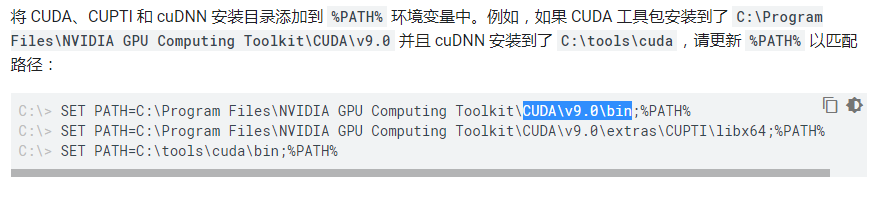 将 CUDA、CUPTI 和 cuDNN 安装目录添加到 %PATH% 环境变量中。例如，如果 CUDA 工具包安装到了 C:\Program
Files\NVIDIA GPU Computing Toolkit\CUDA\v9.0 并且 cuDNN 安装到了 C:\tools\cuda ，请更新 %PATH% 以匹配
路径：
C:\> SET PATH=C:\Program Files\NVIDIA GPU Computing Toolkit\CUDA\v9.0\bin;%PATH%
C:\> SET PATH=C:\Program Files\NVIDIA GPU Computing Toolkit\CUDA\v9.0\extras\CUPTI\libx64;%PATH%
C:\> SET PATH=C:\tools\cuda\bin;%PATH%